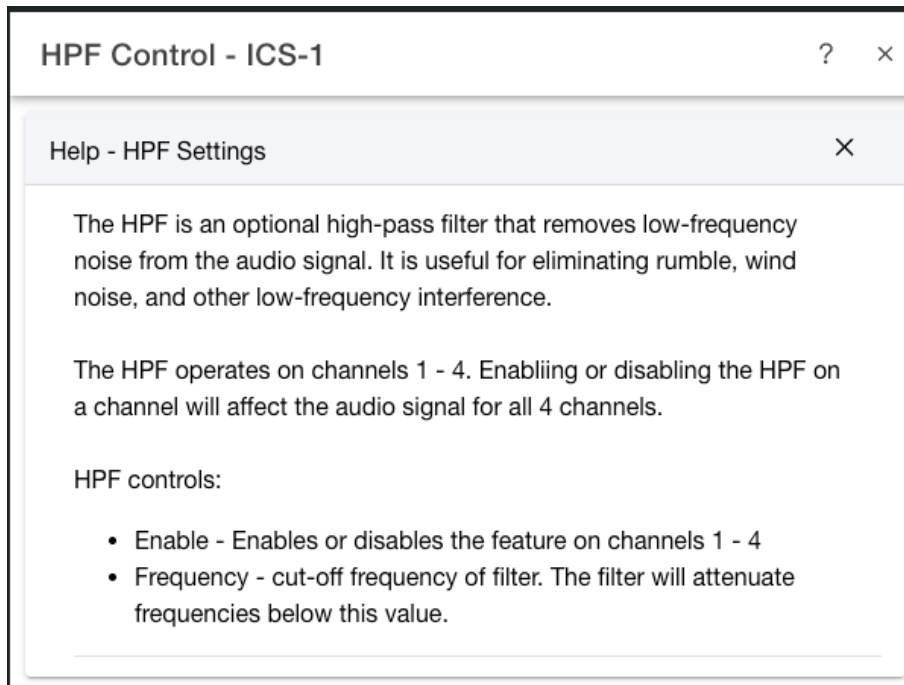 HPF Control - ICS-1 ? ×
Help - HPF Settings ×
The HPF is an optional high-pass filter that removes low-frequency
noise from the audio signal. It is useful for eliminating rumble, wind
noise, and other low-frequency interference.
The HPF operates on channels 1 - 4. Enabliing or disabling the HPF on
a channel will affect the audio signal for all 4 channels.
HPF controls:
• Enable - Enables or disables the feature on channels 1 - 4
• Frequency - cut-off frequency of filter. The filter will attenuate
frequencies below this value.